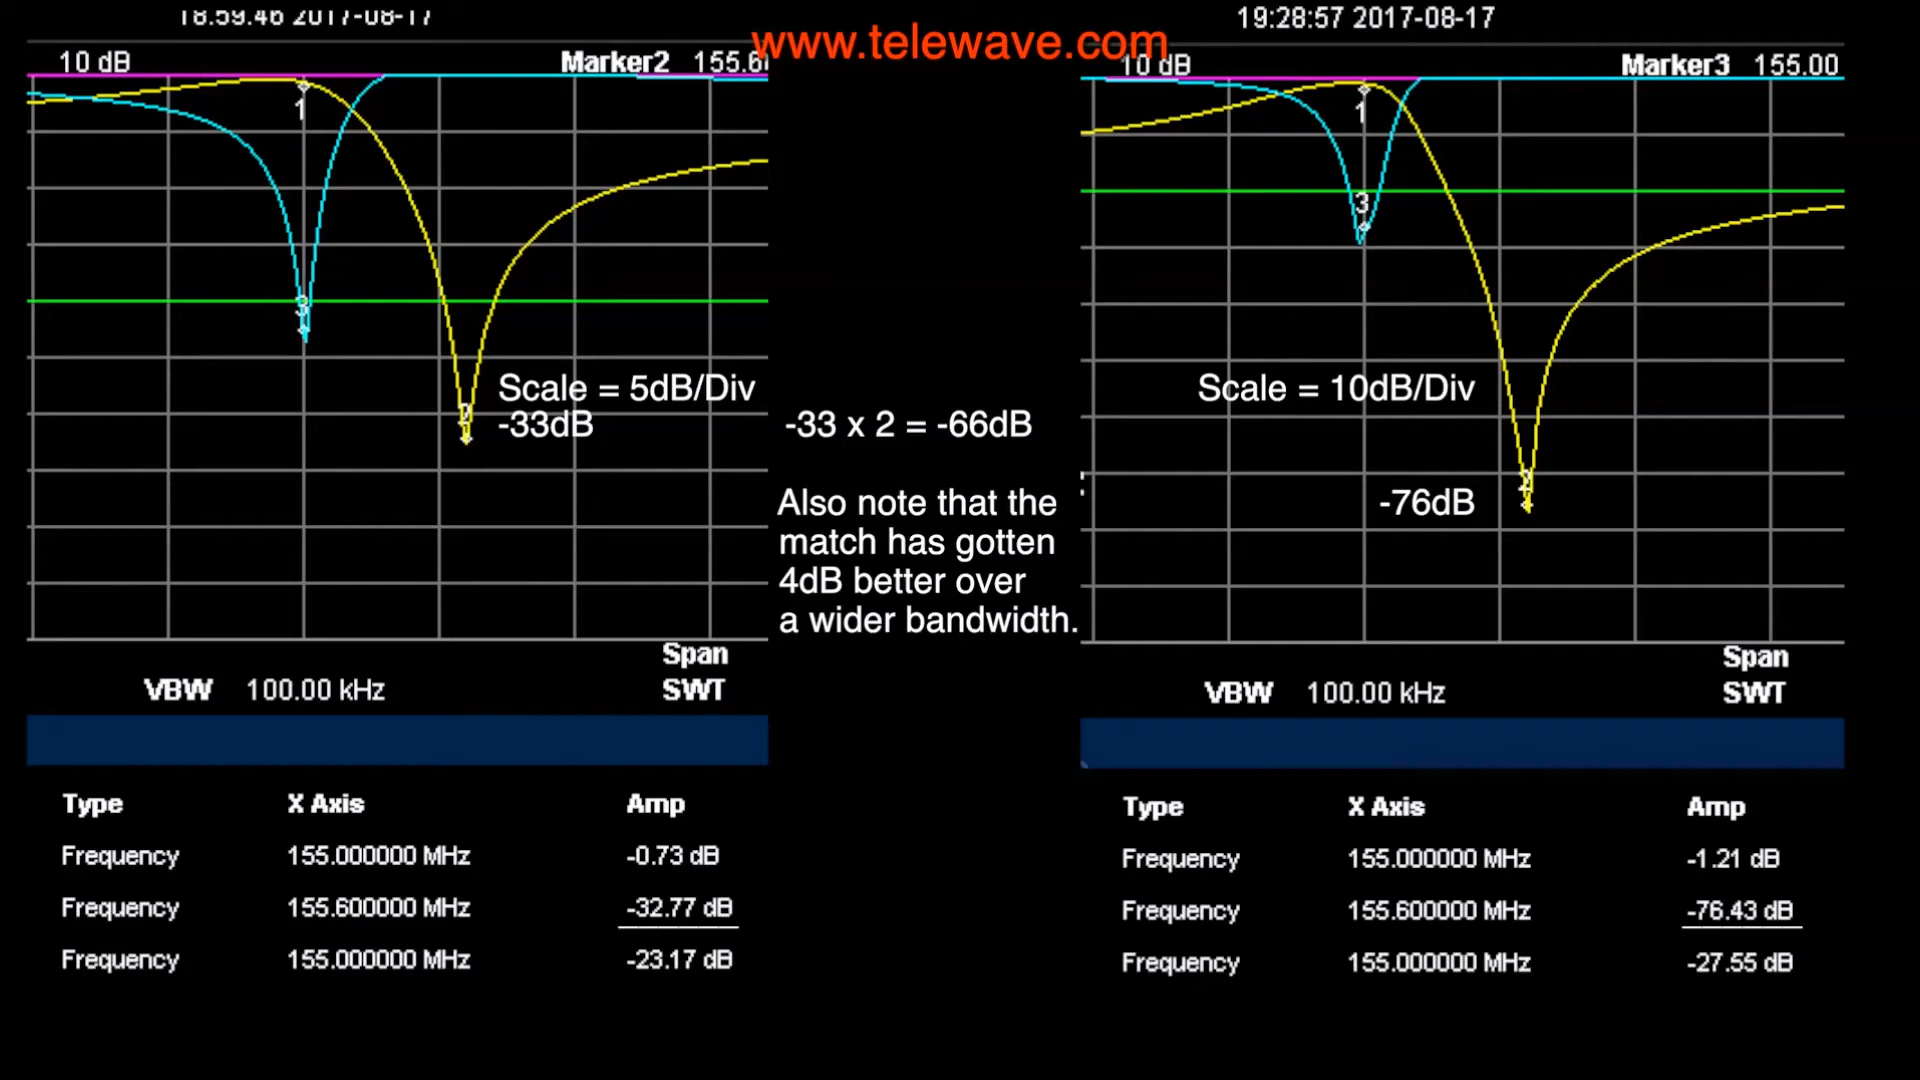 18:59:46 2017-08-17
www.telewave.com
19:28:57 2017-08-17
10 dB
Marker2 155.6
10 dB
Marker3 155.00
1
3
2
1
3
2
Scale = 5dB/Div
-33dB
-33 x 2 = -66dB
Also note that the
match has gotten
4dB better over
a wider bandwidth.
Scale = 10dB/Div
-76dB
Span
VBW 100.00 kHz
SWT
Span
VBW 100.00 kHz
SWT
Type X Axis Amp
Frequency 155.000000 MHz -0.73 dB
Frequency 155.600000 MHz -32.77 dB
Frequency 155.000000 MHz -23.17 dB
Type X Axis Amp
Frequency 155.000000 MHz -1.21 dB
Frequency 155.600000 MHz -76.43 dB
Frequency 155.000000 MHz -27.55 dB